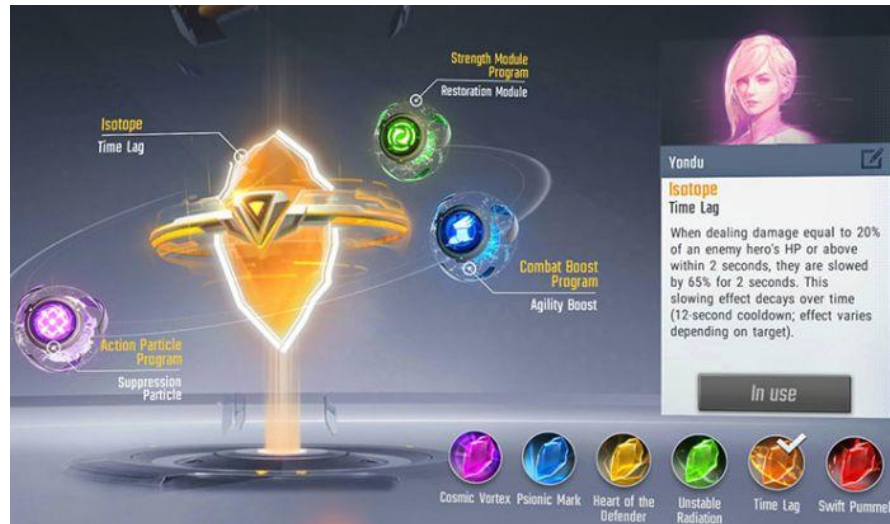 Strength Module
Program
Restoration Module
Isotope
Time Lag
Combat Boost
Program
Agility Boost
Action Particle
Program
Suppression
Particle
Yondu
Isotope
Time Lag
When dealing damage equal to 20%
of an enemy hero's HP or above
within 2 seconds, they are slowed
by 65% for 2 seconds. This
slowing effect decays over time
(12-second cooldown; effect varies
depending on target).
In use
Cosmic Vortex
Psionic Mark
Heart of the
Defender
Unstable
Radiation
Time Lag
Swift Pummel